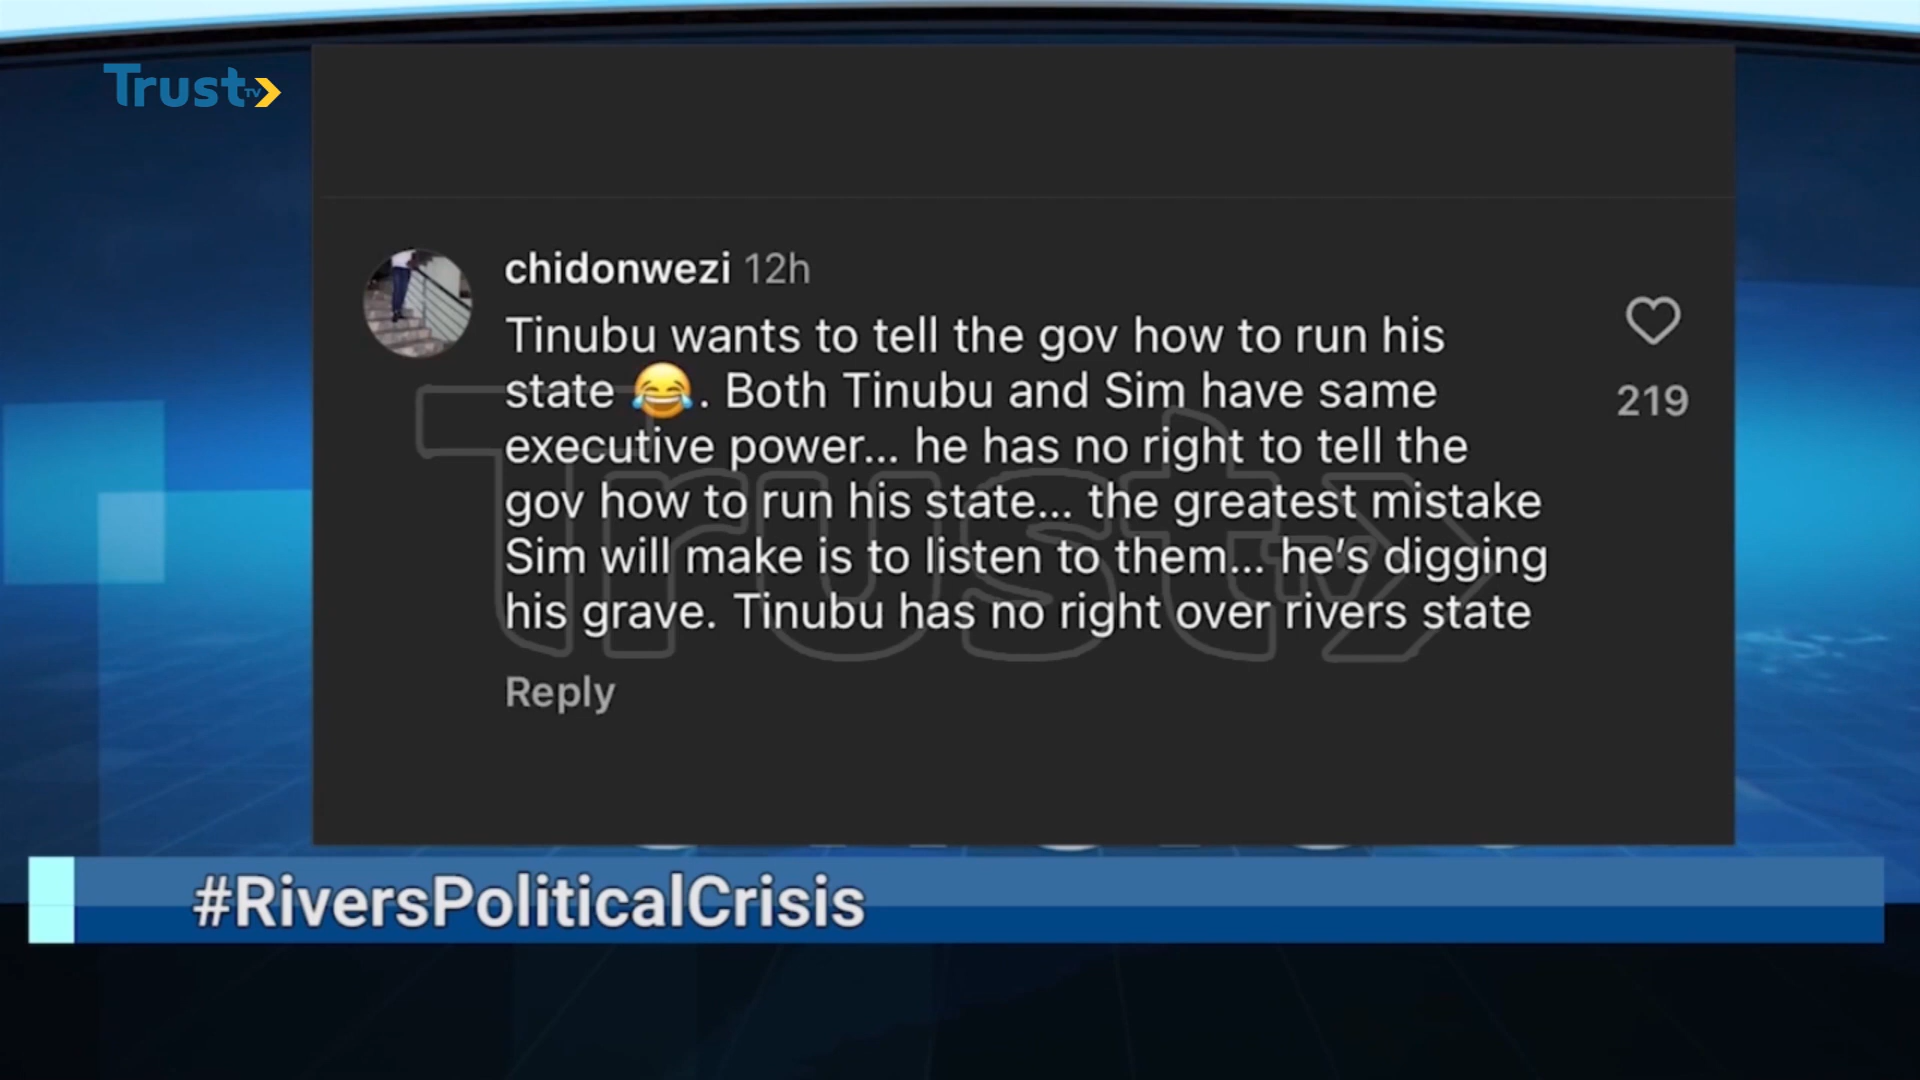 Trust TV
chidonwezi 12h
Tinubu wants to tell the gov how to run his
state 😂. Both Tinubu and Sim have same
executive power... he has no right to tell the
gov how to run his state... the greatest mistake
Sim will make is to listen to them... he's digging
his grave. Tinubu has no right over rivers state
219
Reply
Trust TV
#RiversPoliticalCrisis